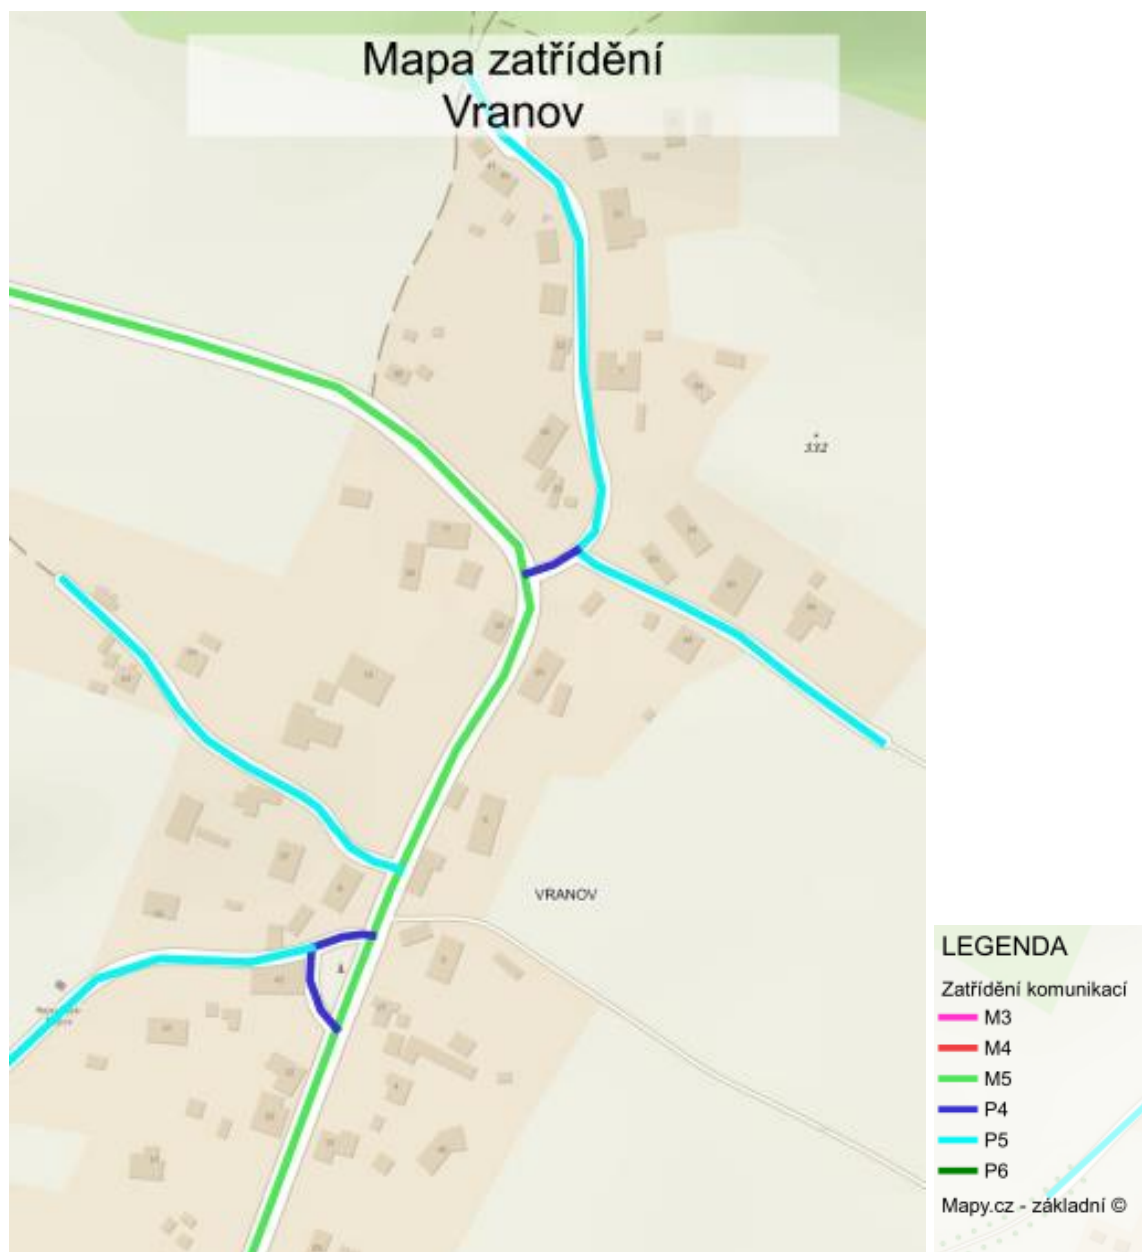 Mapa zatřídění
Vranov
332
VRANOV
LEGENDA
Zatřídění komunikací
M3
M4
M5
P4
P5
P6
Mapy.cz - základní ©